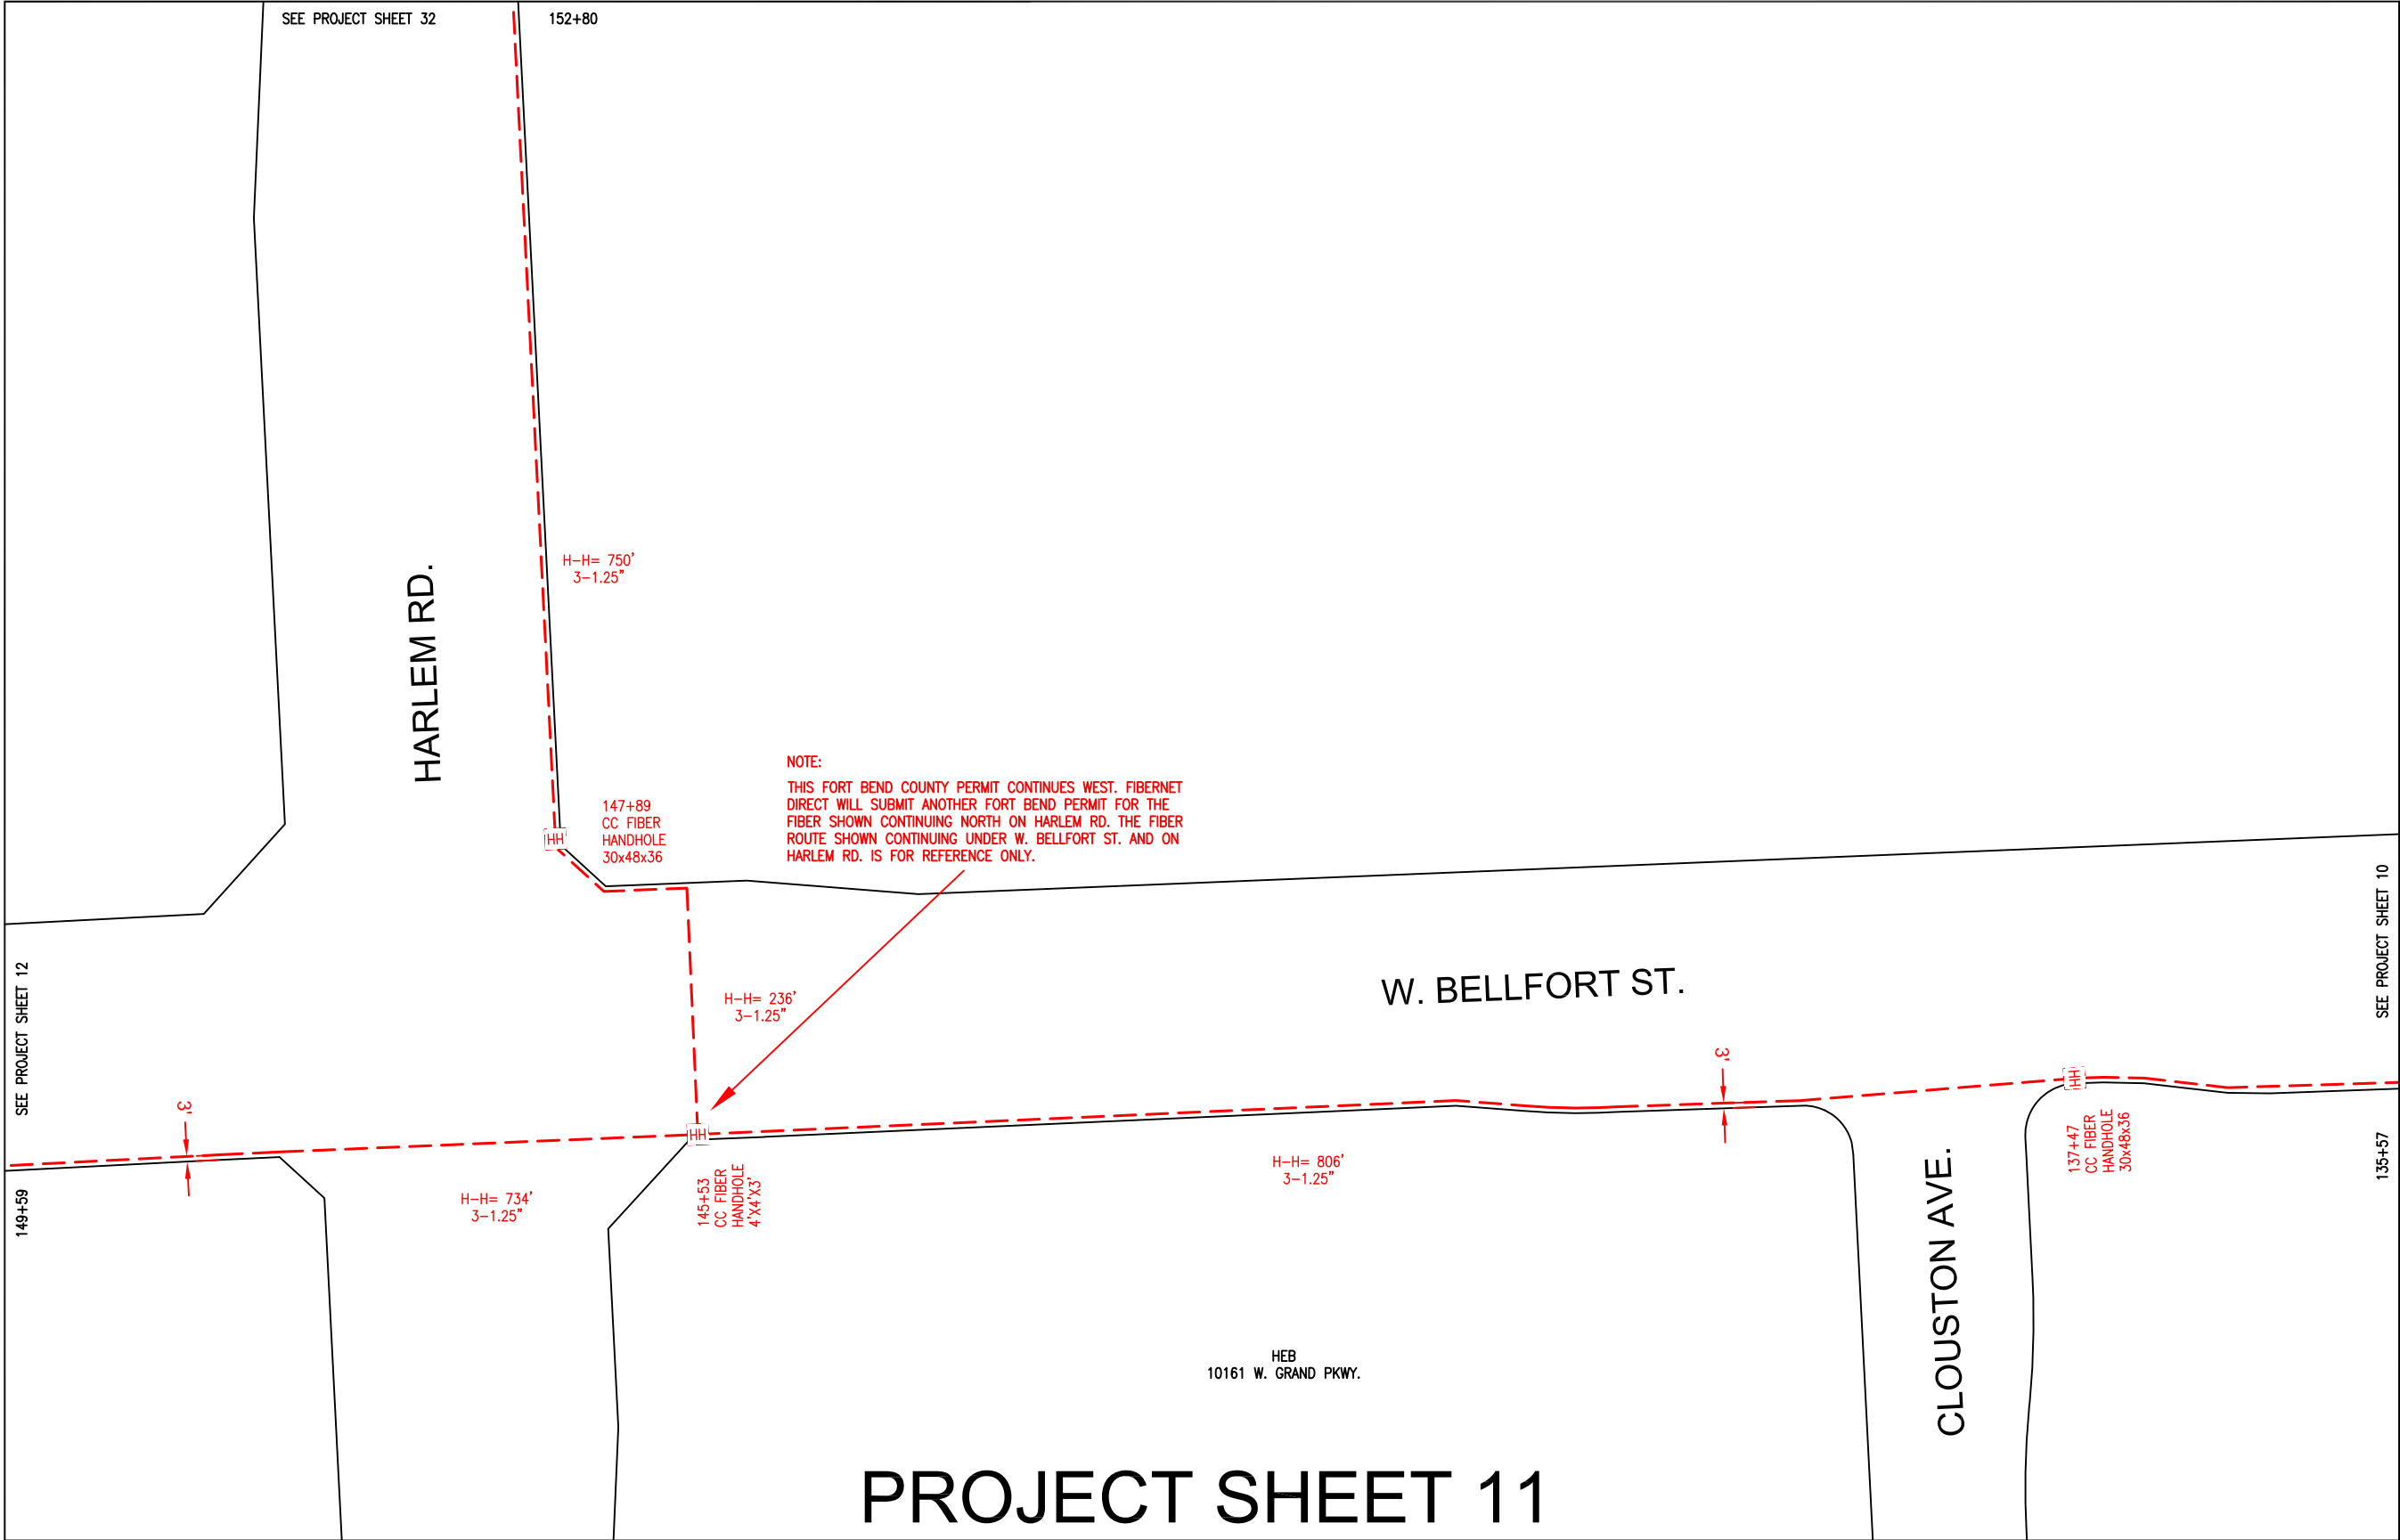 SEE PROJECT SHEET 32
152+80
HARLEM RD.
H-H= 750'
3-1.25"
147+89
CC FIBER
HANDHOLE
30x48x36
NOTE:
THIS FORT BEND COUNTY PERMIT CONTINUES WEST. FIBERNET
DIRECT WILL SUBMIT ANOTHER FORT BEND PERMIT FOR THE
FIBER SHOWN CONTINUING NORTH ON HARLEM RD. THE FIBER
ROUTE SHOWN CONTINUING UNDER W. BELLFORT ST. AND ON
HARLEM RD. IS FOR REFERENCE ONLY.
HH
SEE PROJECT SHEET 12
149+59
3'
H-H= 236'
3-1.25"
W. BELLFORT ST.
SEE PROJECT SHEET 10
135+57
3'
HH
HH
H-H= 734'
3-1.25"
145+53
CC FIBER
HANDHOLE
4'X4'X3'
H-H= 806'
3-1.25"
137+47
CC FIBER
HANDHOLE
30x48x36
CLOUSTON AVE.
HEB
10161 W. GRAND PKWY.
PROJECT SHEET 11